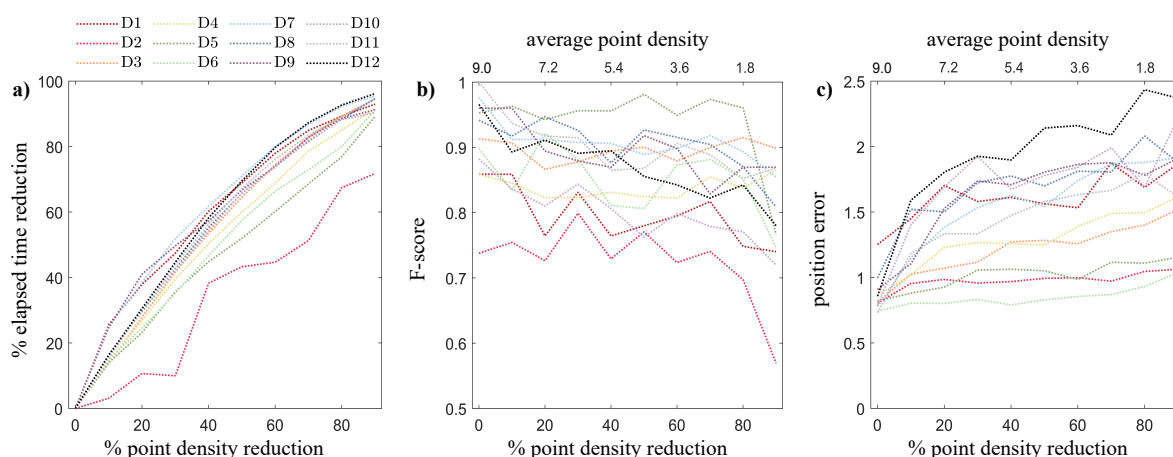 D1 D4 D7 D10
D2 D5 D8 D11
D3 D6 D9 D12
a)
100
80
60
40
20
0
% elapsed time reduction
0 20 40 60 80
% point density reduction
average point density
9.0 7.2 5.4 3.6 1.8
b)
1
0.9
0.8
0.7
0.6
0.5
F-score
0 20 40 60 80
% point density reduction
average point density
9.0 7.2 5.4 3.6 1.8
c)
2.5
2
1.5
1
0.5
0
position error
0 20 40 60 80
% point density reduction